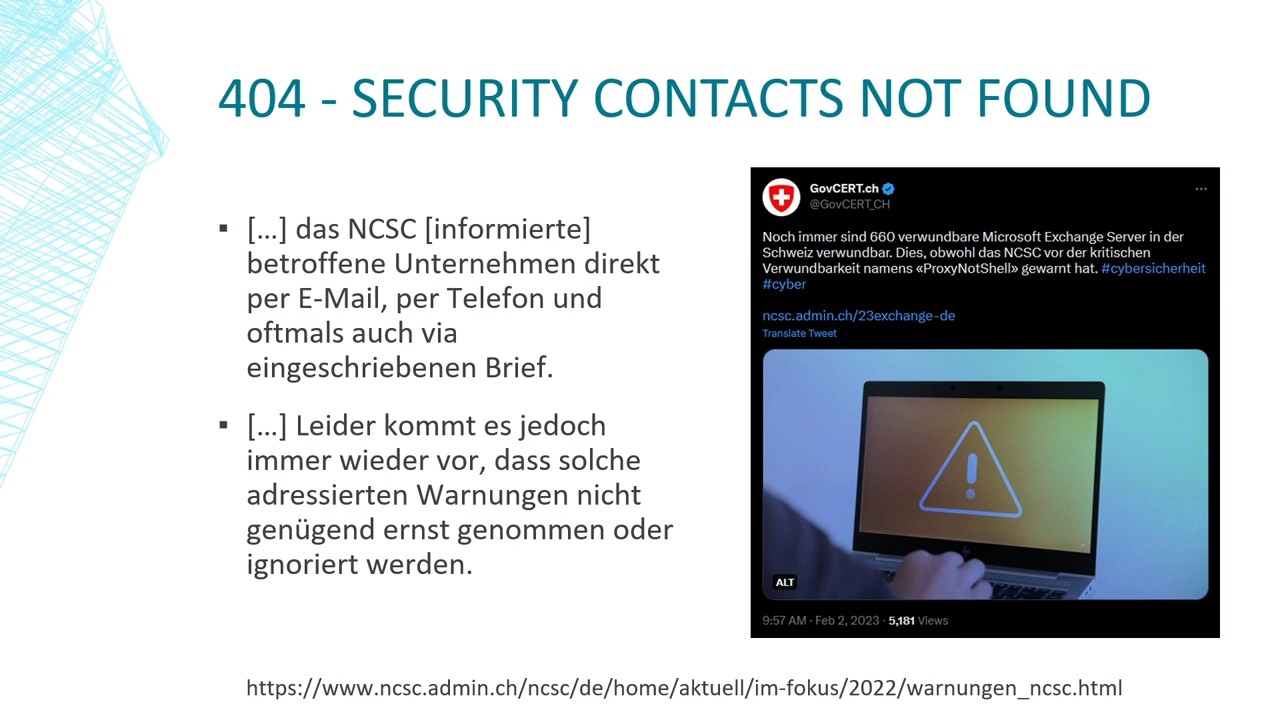 404 - SECURITY CONTACTS NOT FOUND
▪ [...] das NCSC [informierte]
betroffene Unternehmen direkt
per E-Mail, per Telefon und
oftmals auch via
eingeschriebenen Brief.
▪ [...] Leider kommt es jedoch
immer wieder vor, dass solche
adressierten Warnungen nicht
genügend ernst genommen oder
ignoriert werden.
GovCERT.ch
@GovCERT_CH
Noch immer sind 660 verwundbare Microsoft Exchange Server in der
Schweiz verwundbar. Dies, obwohl das NCSC vor der kritischen
Verwundbarkeit namens «ProxyNotShell» gewarnt hat. #cybersicherheit
#cyber
ncsc.admin.ch/23exchange-de
Translate Tweet
ALT
9:57 AM · Feb 2, 2023 · 5,181 Views
https://www.ncsc.admin.ch/ncsc/de/home/aktuell/im-fokus/2022/warnungen_ncsc.html